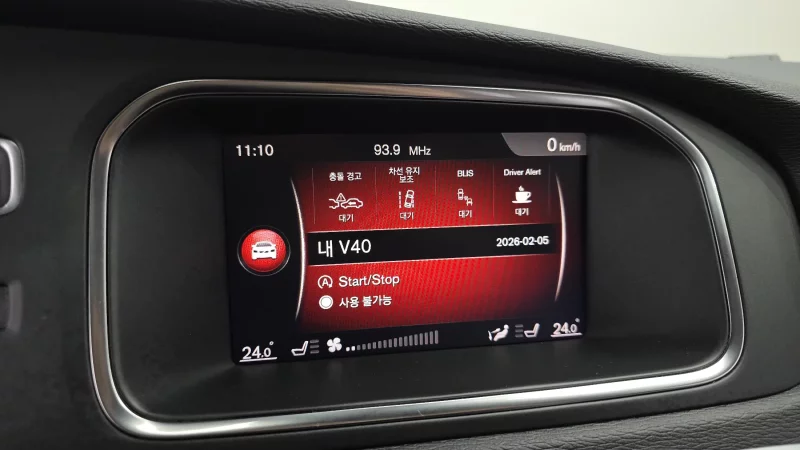 11:10 93.9 MHz 0 km/h
충돌 경고 차선 유지 보조 BLIS Driver Alert
대기 대기 대기 대기
내 V40 2026-02-05
Start/Stop
사용 불가능
24.0° 24.0°